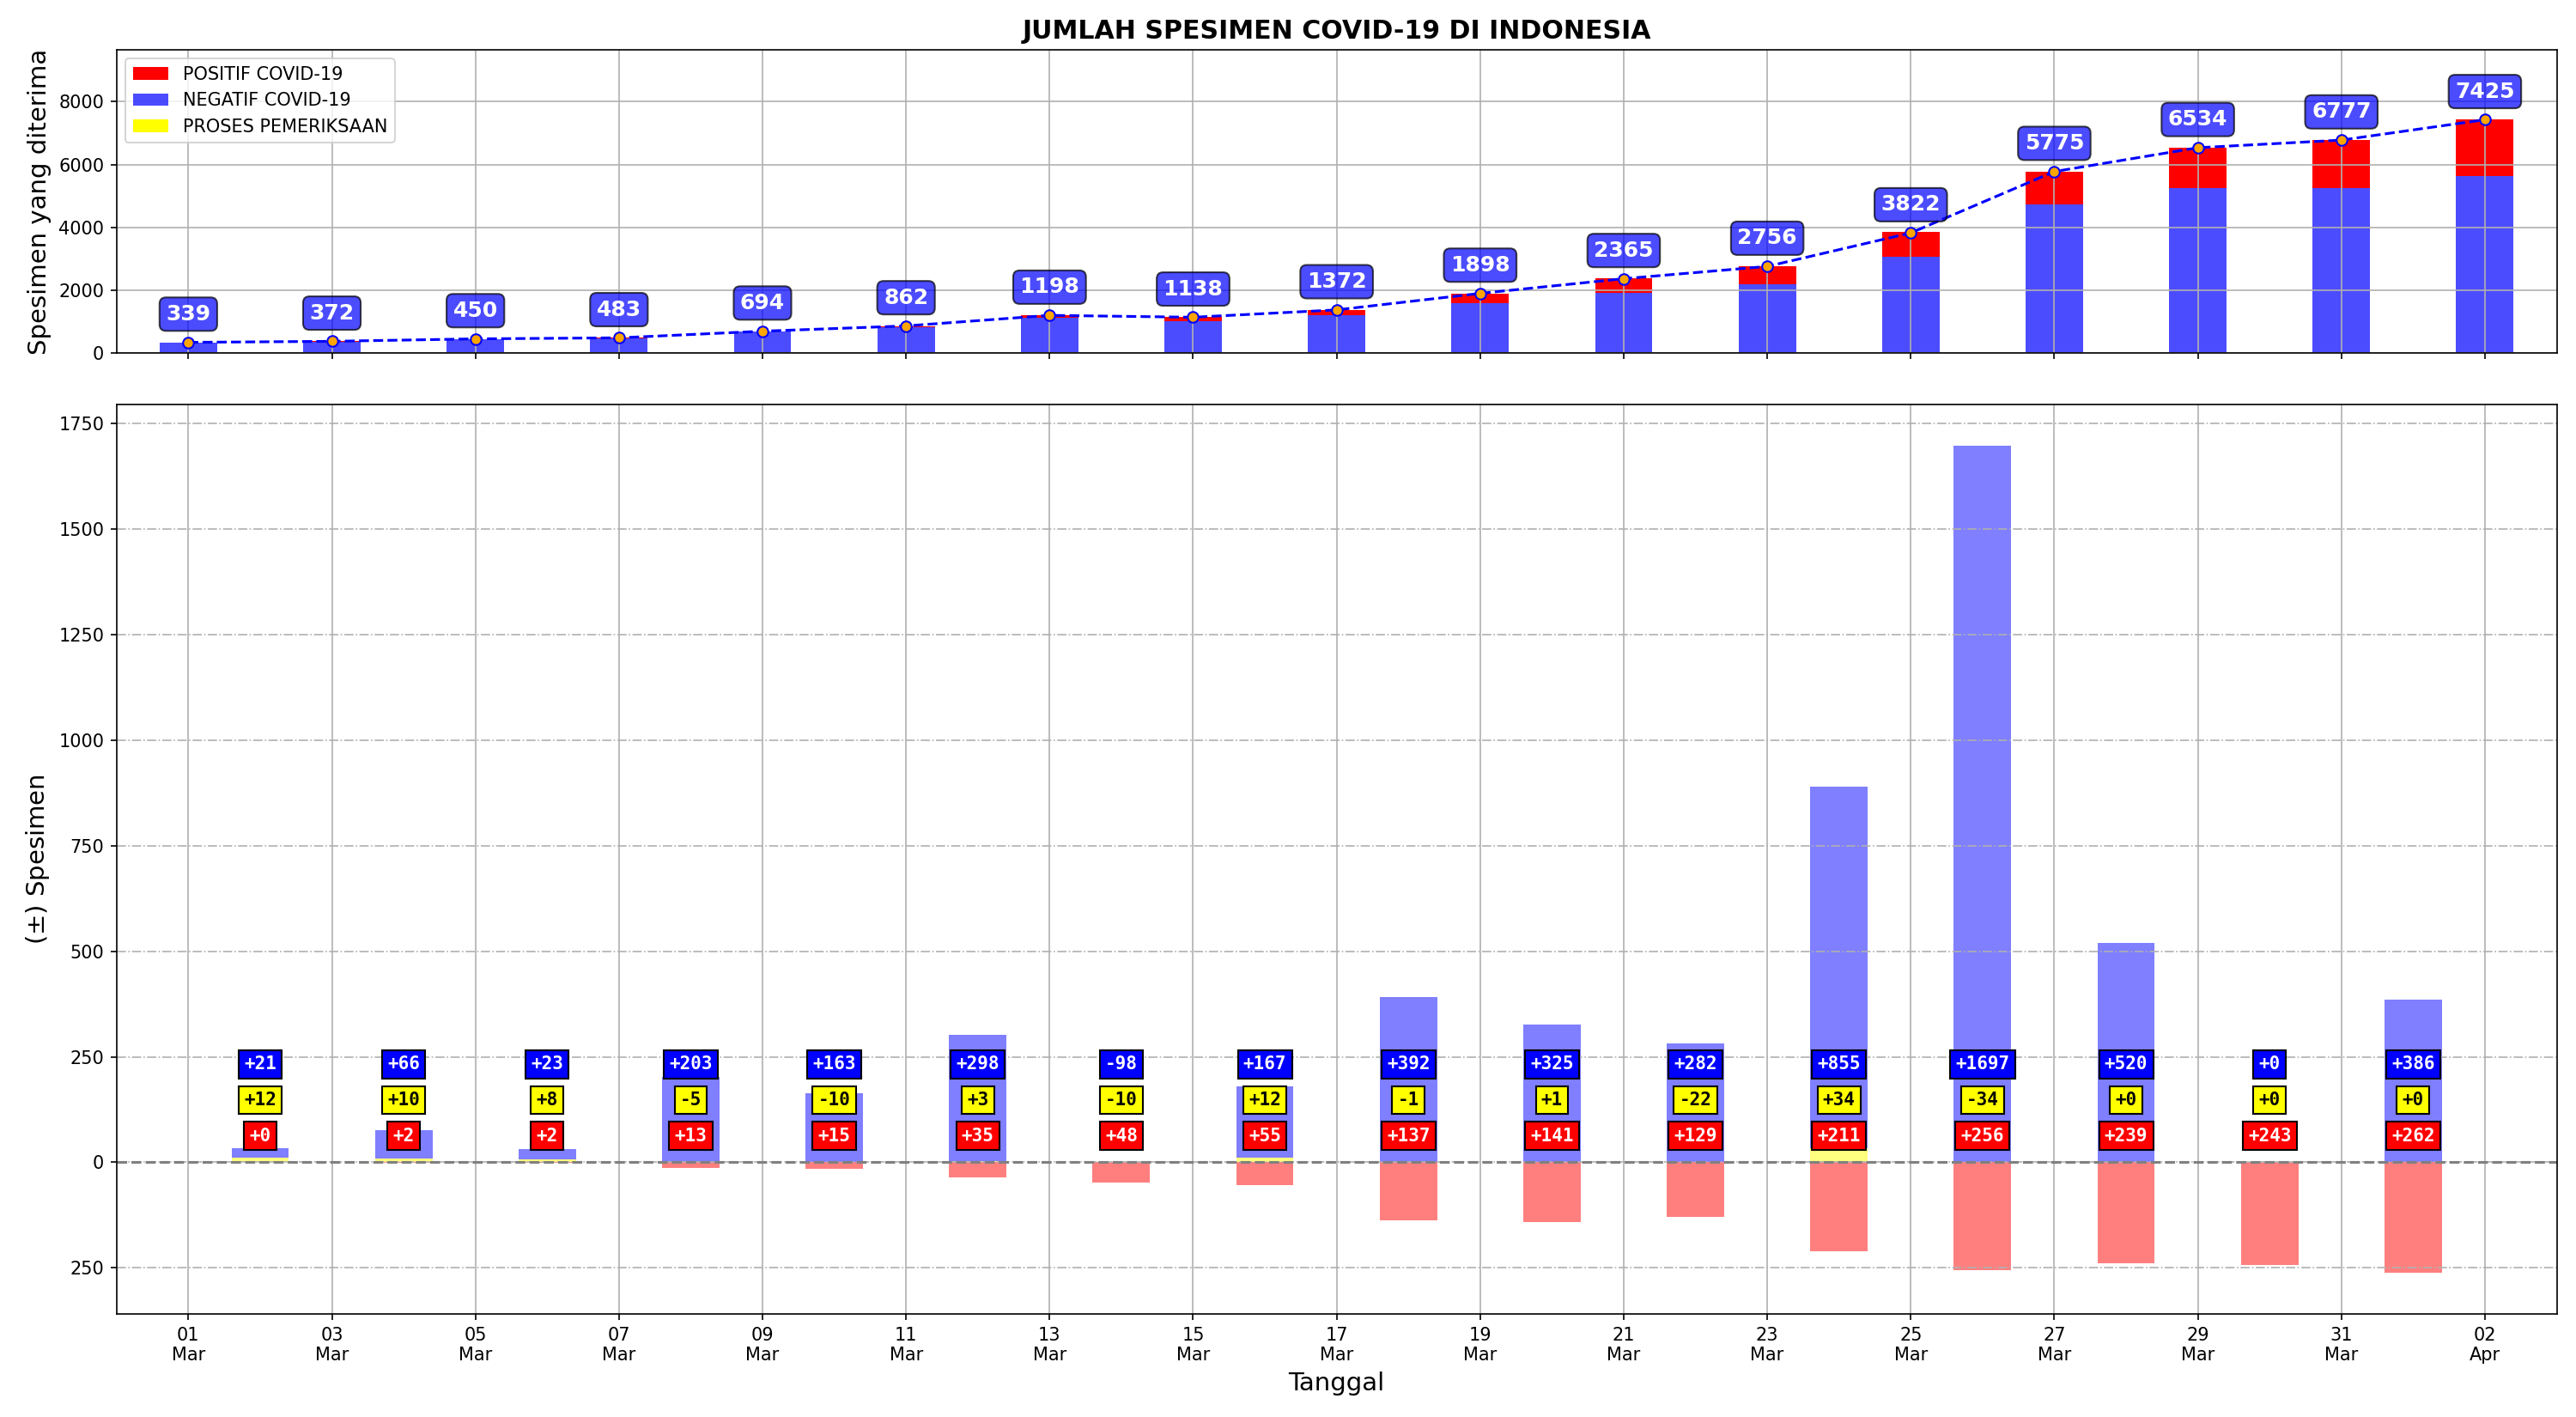 JUMLAH SPESIMEN COVID-19 DI INDONESIA
Spesimen yang diterima
POSITIF COVID-19
NEGATIF COVID-19
PROSES PEMERIKSAAN
8000
6000
4000
2000
0
339 372 450 483 694 862 1198 1138 1372 1898 2365 2756 3822 5775 6534 6777 7425
(±) Spesimen
1750
1500
1250
1000
750
500
250
0
250
+21 +66 +23 +203 +163 +298 -98 +167 +392 +325 +282 +855 +1697 +520 +0 +386
+12 +10 +8 -5 -10 +3 -10 +12 -1 +1 -22 +34 -34 +0 +0 +0
+0 +2 +2 +13 +15 +35 +48 +55 +137 +141 +129 +211 +256 +239 +243 +262
01 03 05 07 09 11 13 15 17 19 21 23 25 27 29 31 02
Mar Mar Mar Mar Mar Mar Mar Mar Mar Mar Mar Mar Mar Mar Mar Mar Apr
Tanggal